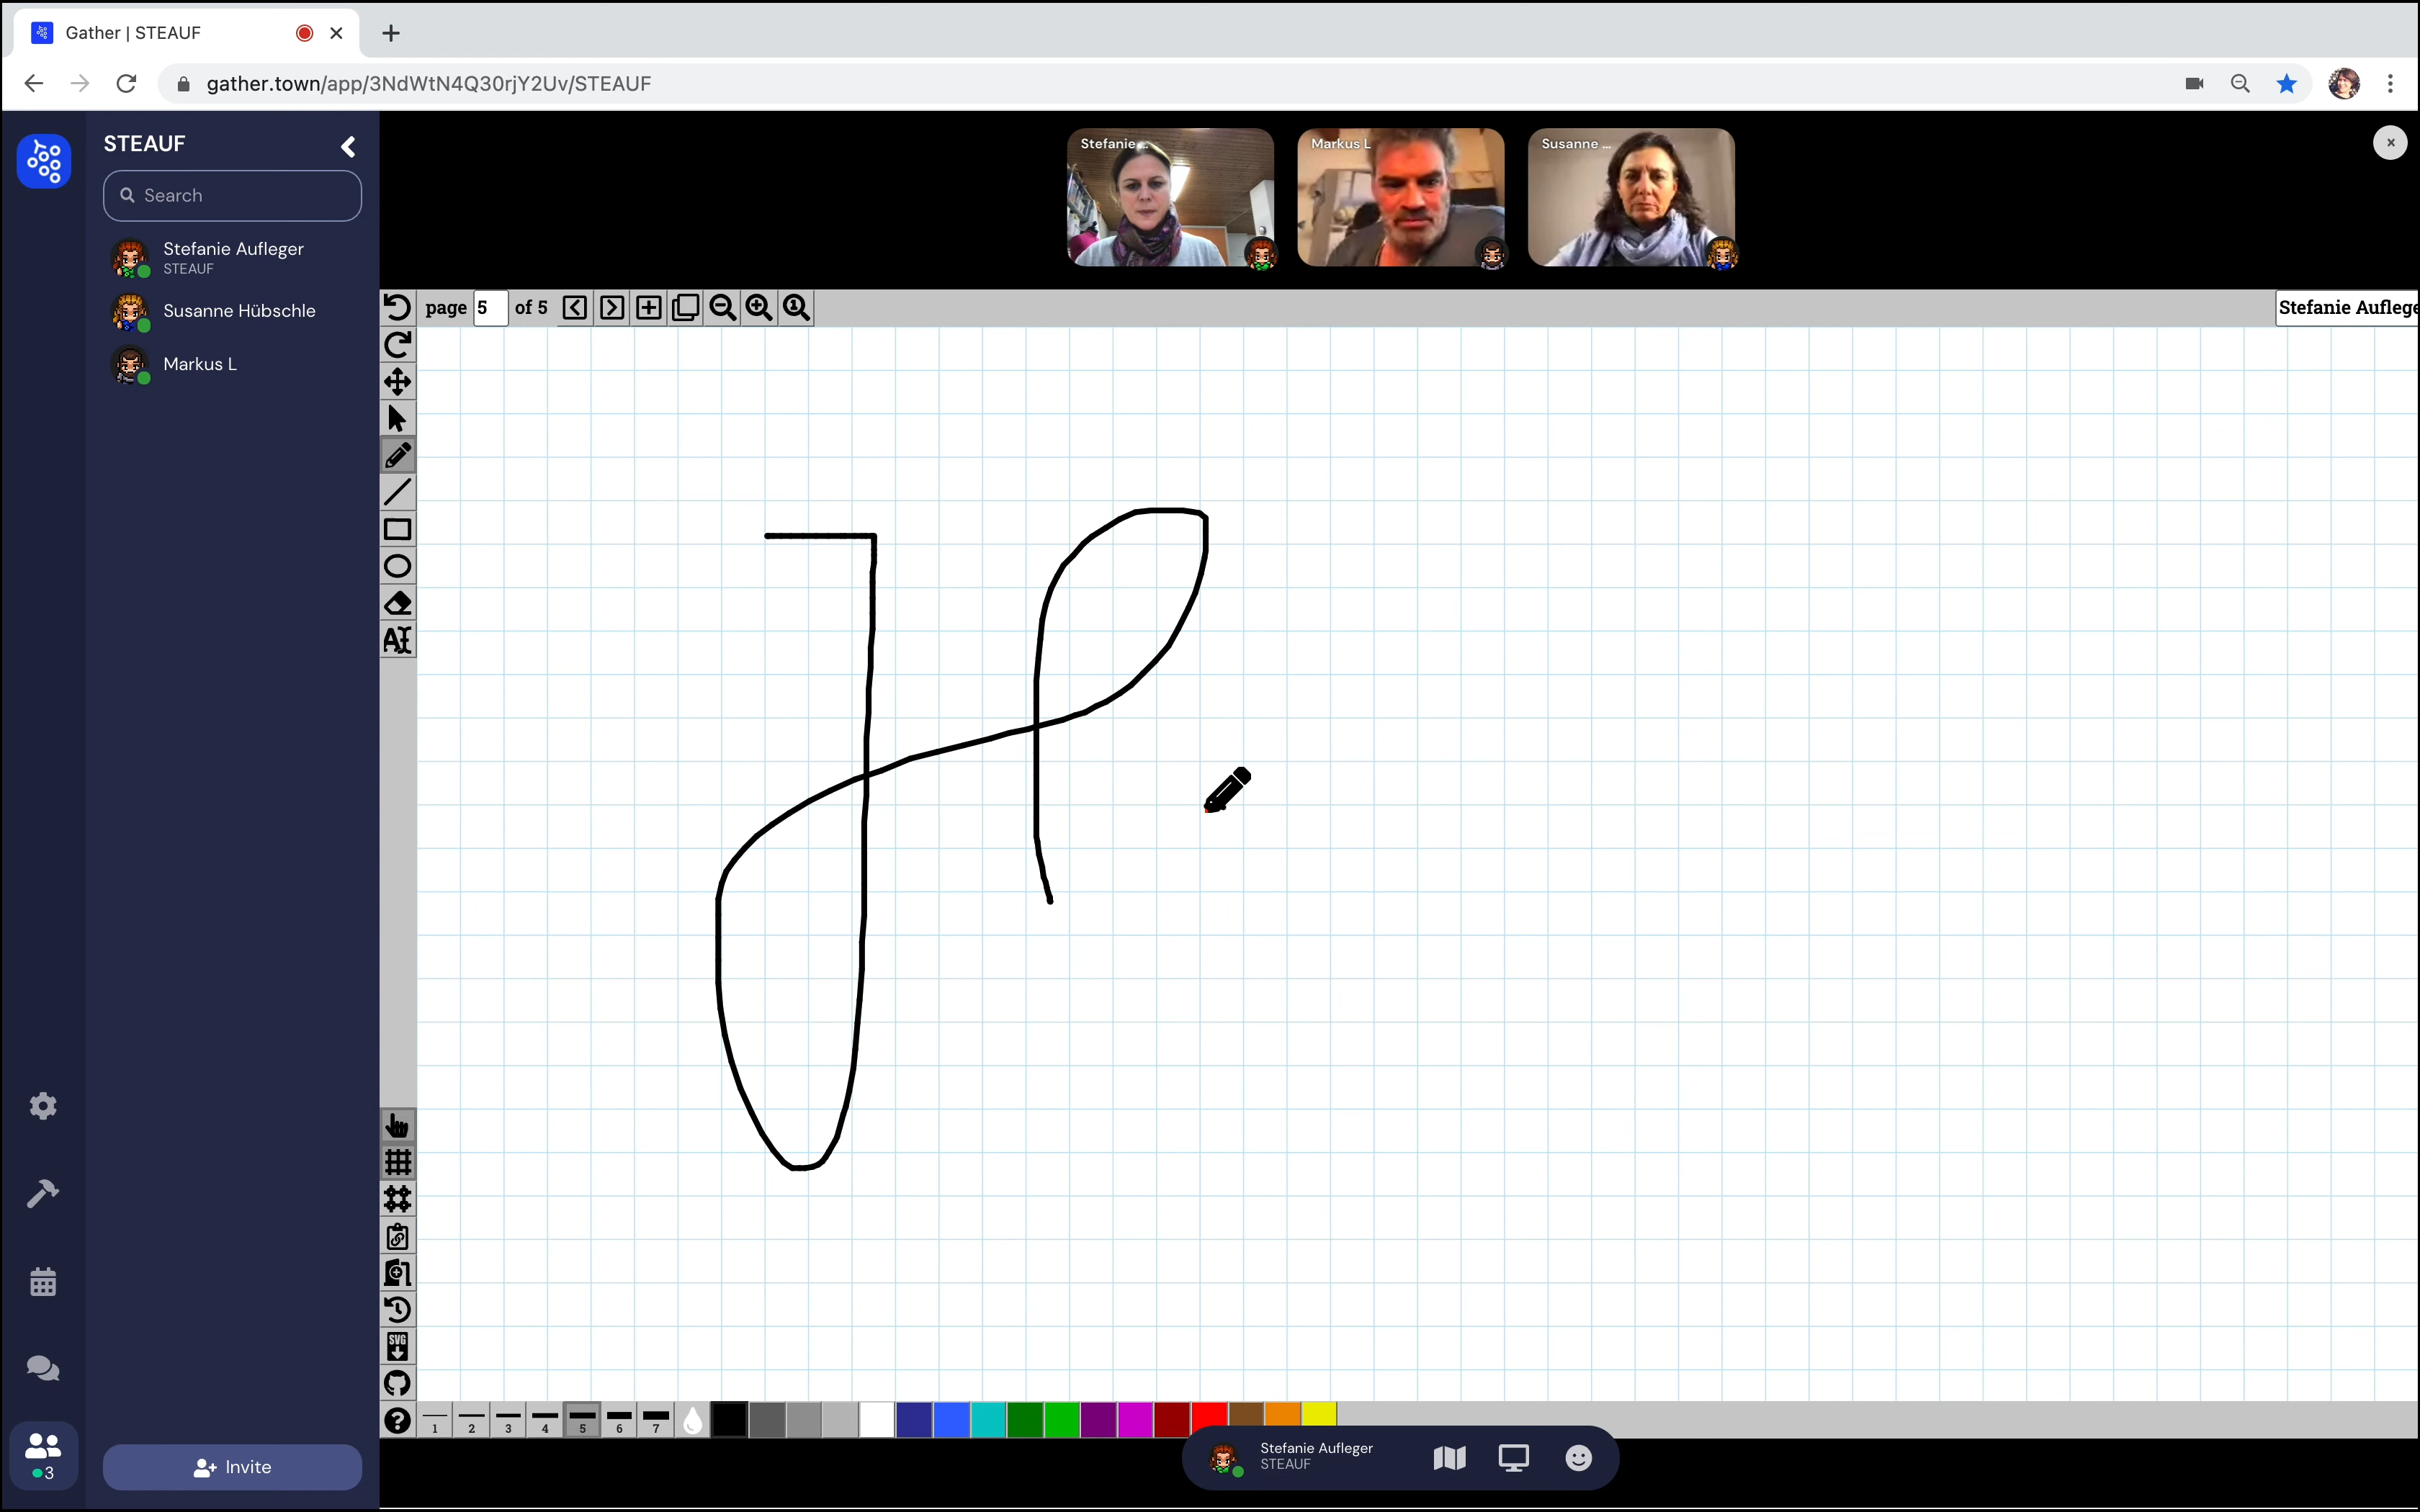 Gather | STEAUF
gather.town/app/3NdWtN4Q30rjY2Uv/STEAUF
STEAUF
Search
Stefanie Aufleger
STEAUF
Susanne Hübschle
Markus L
Stefanie ...
Markus L
Susanne ...
page 5 of 5
Stefanie Aufleg
1 2 3 4 5 6 7
SVG
3
Invite
Stefanie Aufleger
STEAUF